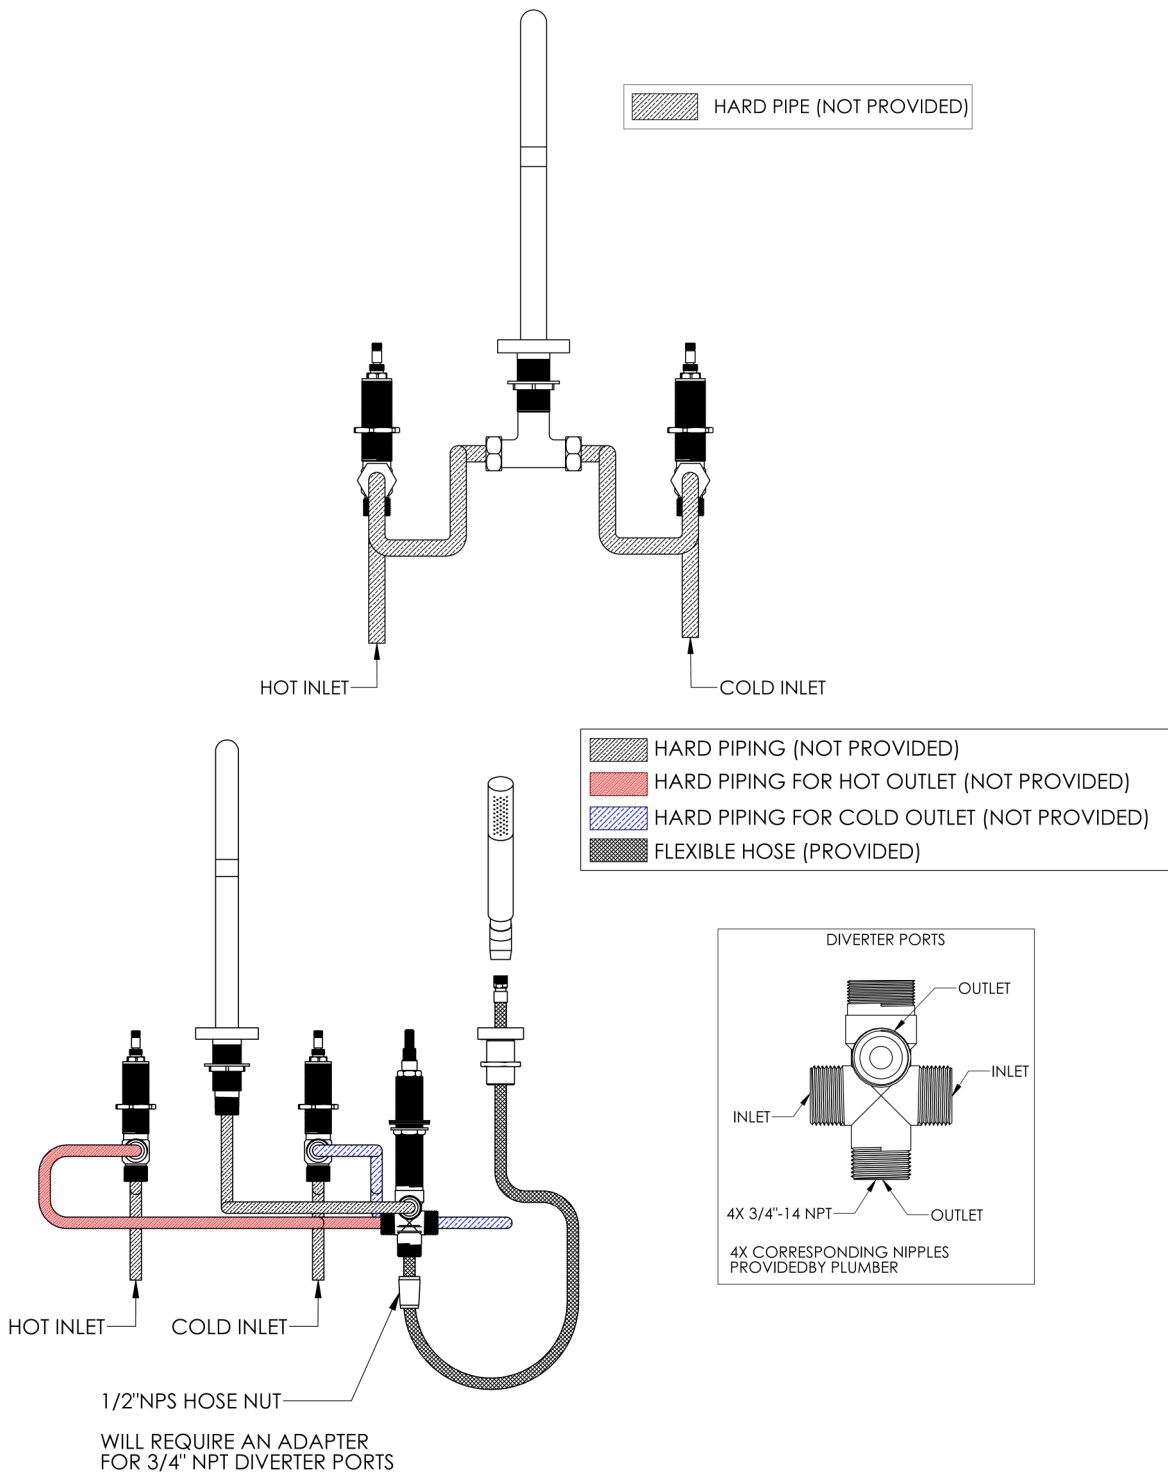 HARD PIPE (NOT PROVIDED)
HOT INLET
COLD INLET
HARD PIPING (NOT PROVIDED)
HARD PIPING FOR HOT OUTLET (NOT PROVIDED)
HARD PIPING FOR COLD OUTLET (NOT PROVIDED)
FLEXIBLE HOSE (PROVIDED)
DIVERTER PORTS
OUTLET
INLET
INLET
4X 3/4"-14 NPT
OUTLET
4X CORRESPONDING NIPPLES
PROVIDEDBY PLUMBER
HOT INLET
COLD INLET
1/2"NPS HOSE NUT
WILL REQUIRE AN ADAPTER
FOR 3/4" NPT DIVERTER PORTS